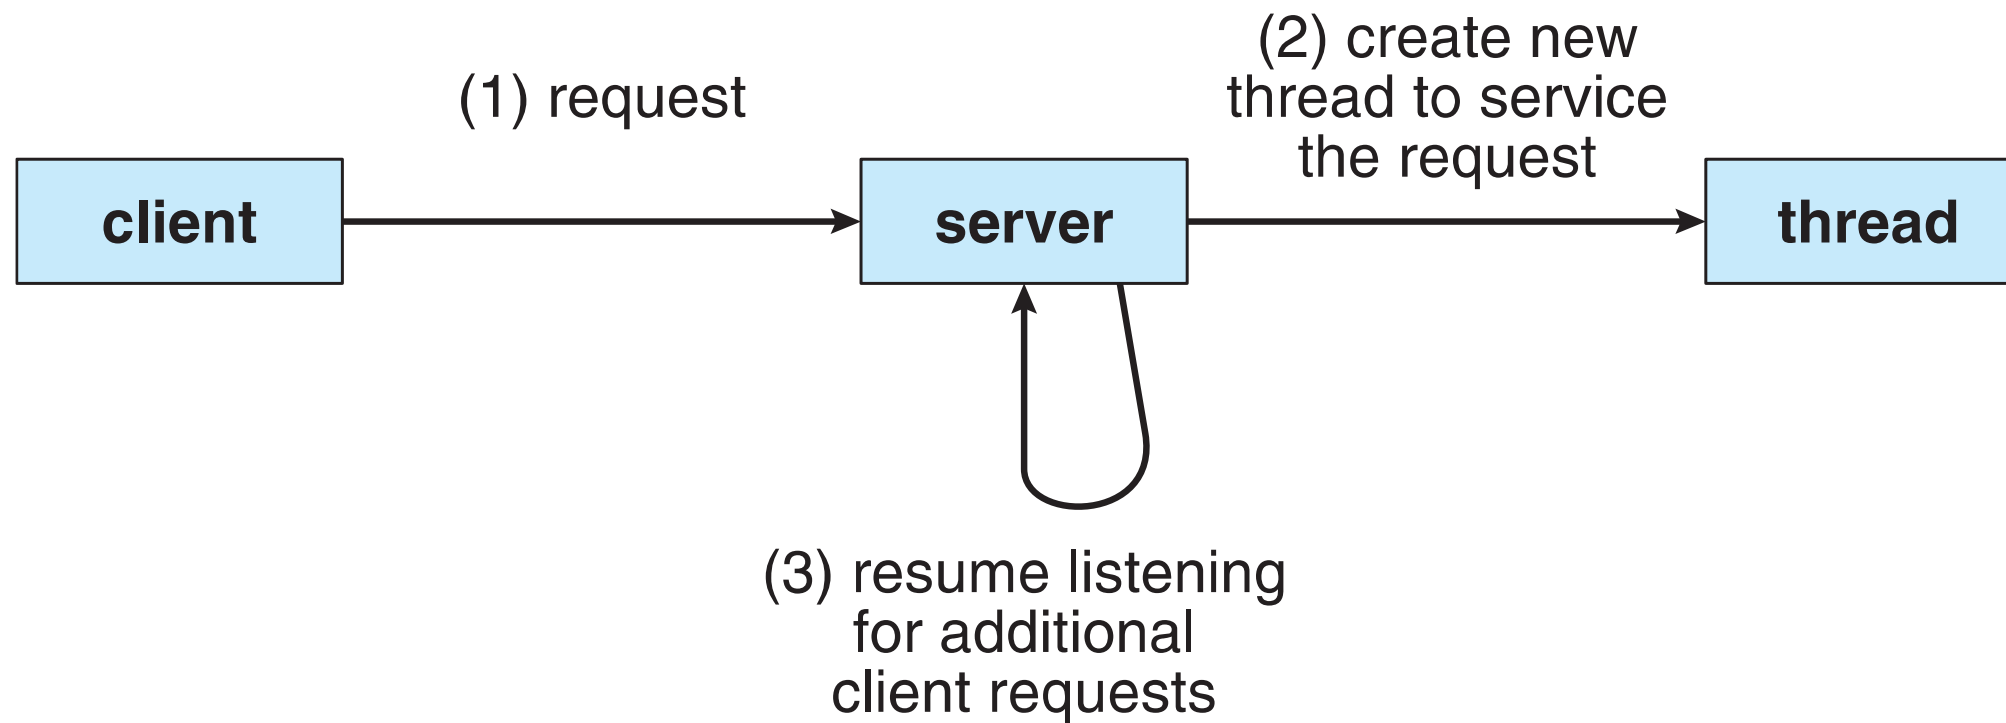 (1) request
(2) create new
thread to service
the request
client
server
thread
(3) resume listening
for additional
client requests